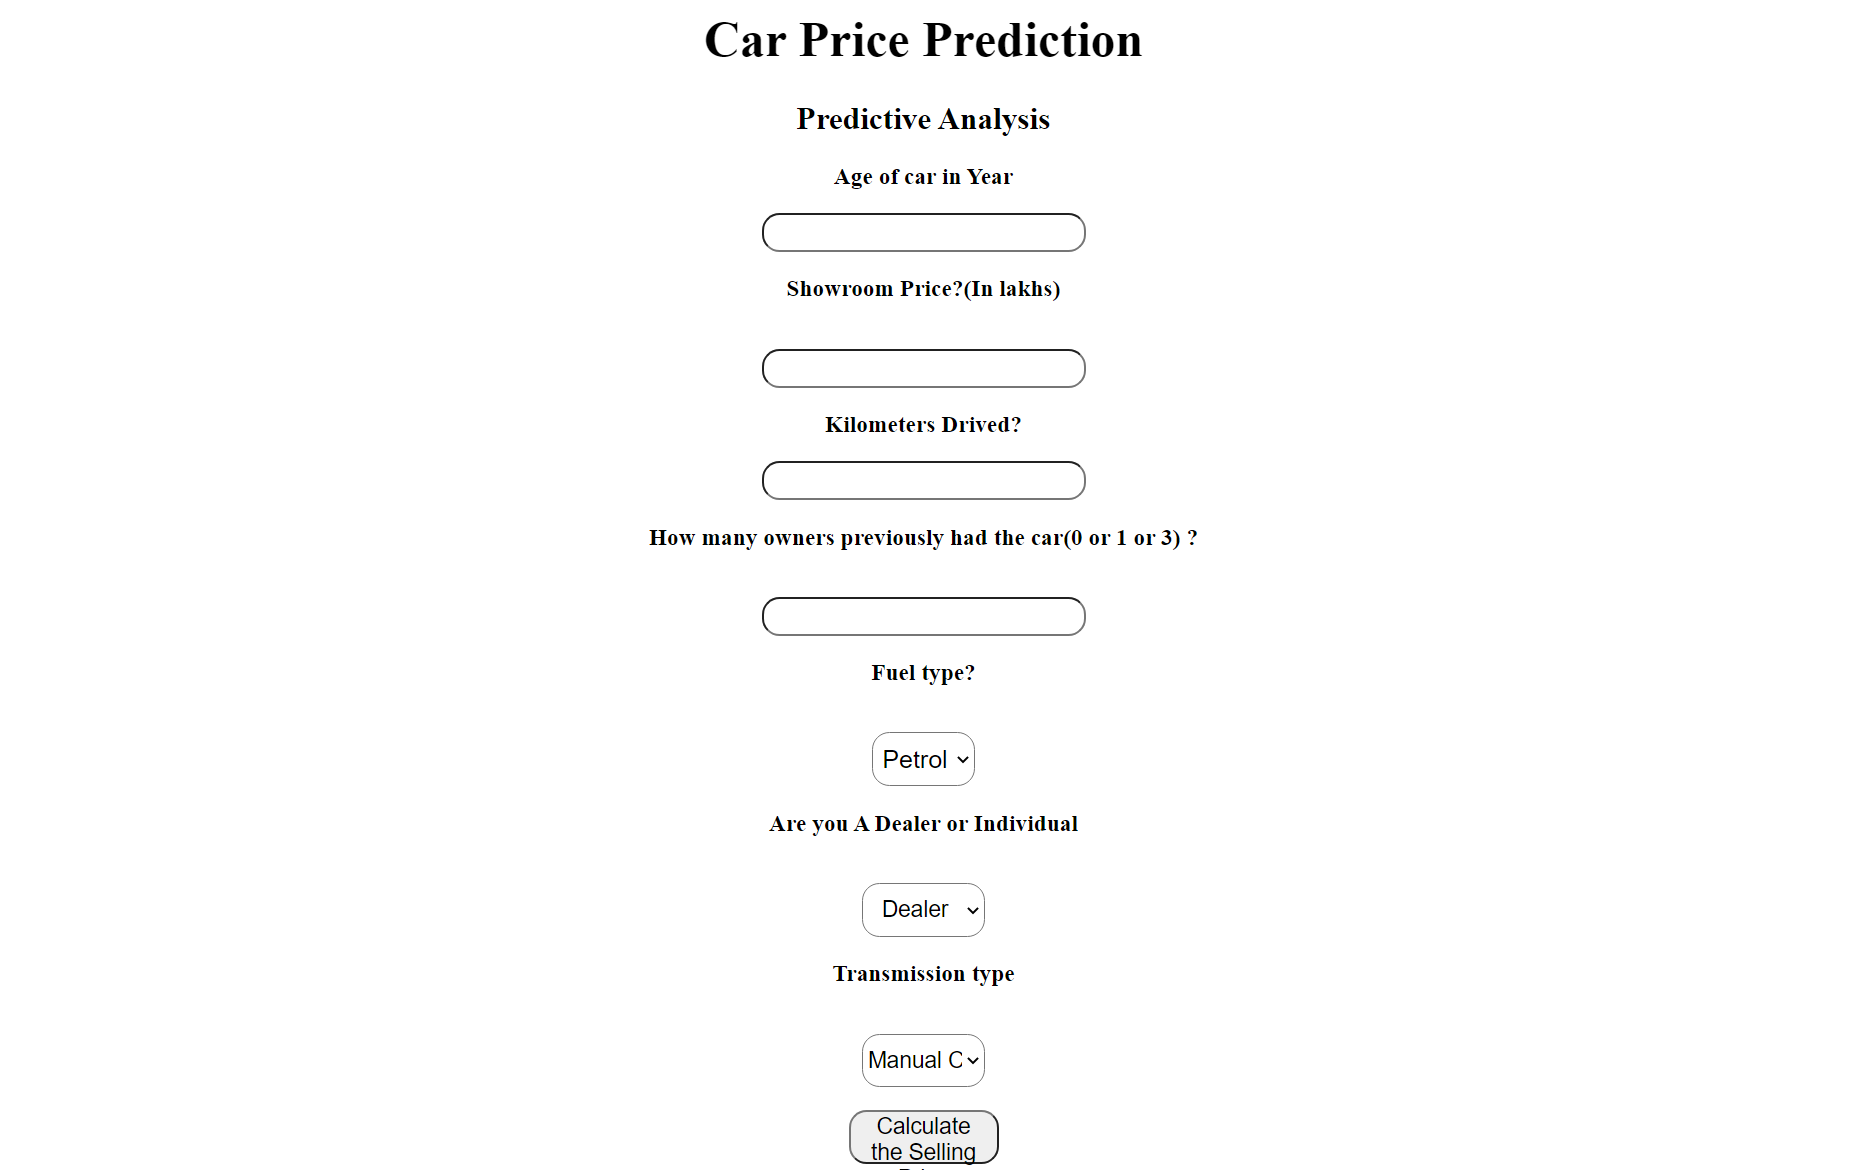 Car Price Prediction
Predictive Analysis
Age of car in Year
Showroom Price?(In lakhs)
Kilometers Drived?
How many owners previously had the car(0 or 1 or 3) ?
Fuel type?
Petrol
Are you A Dealer or Individual
Dealer
Transmission type
Manual C
Calculate
the Selling